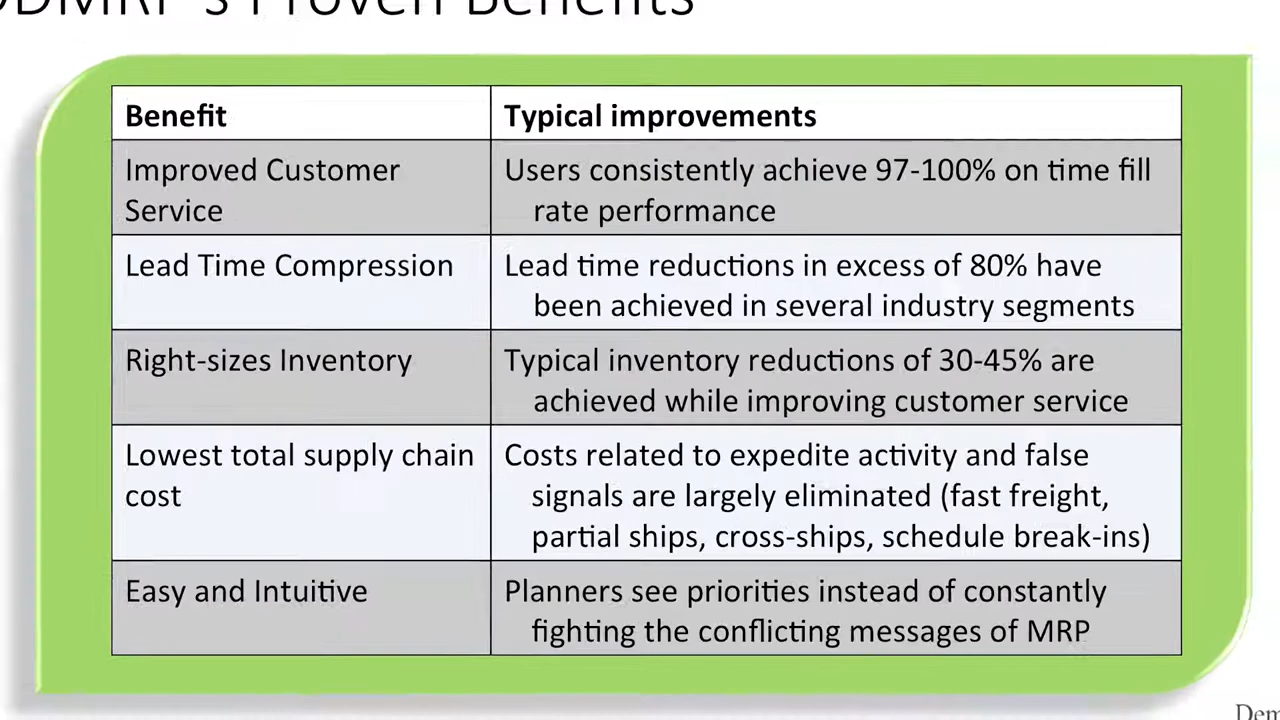 DDMRP's Proven Benefits
Benefit
Typical improvements
Improved Customer
Service
Users consistently achieve 97-100% on time fill
rate performance
Lead Time Compression
Lead time reductions in excess of 80% have
been achieved in several industry segments
Right-sizes Inventory
Typical inventory reductions of 30-45% are
achieved while improving customer service
Lowest total supply chain
cost
Costs related to expedite activity and false
signals are largely eliminated (fast freight,
partial ships, cross-ships, schedule break-ins)
Easy and Intuitive
Planners see priorities instead of constantly
fighting the conflicting messages of MRP